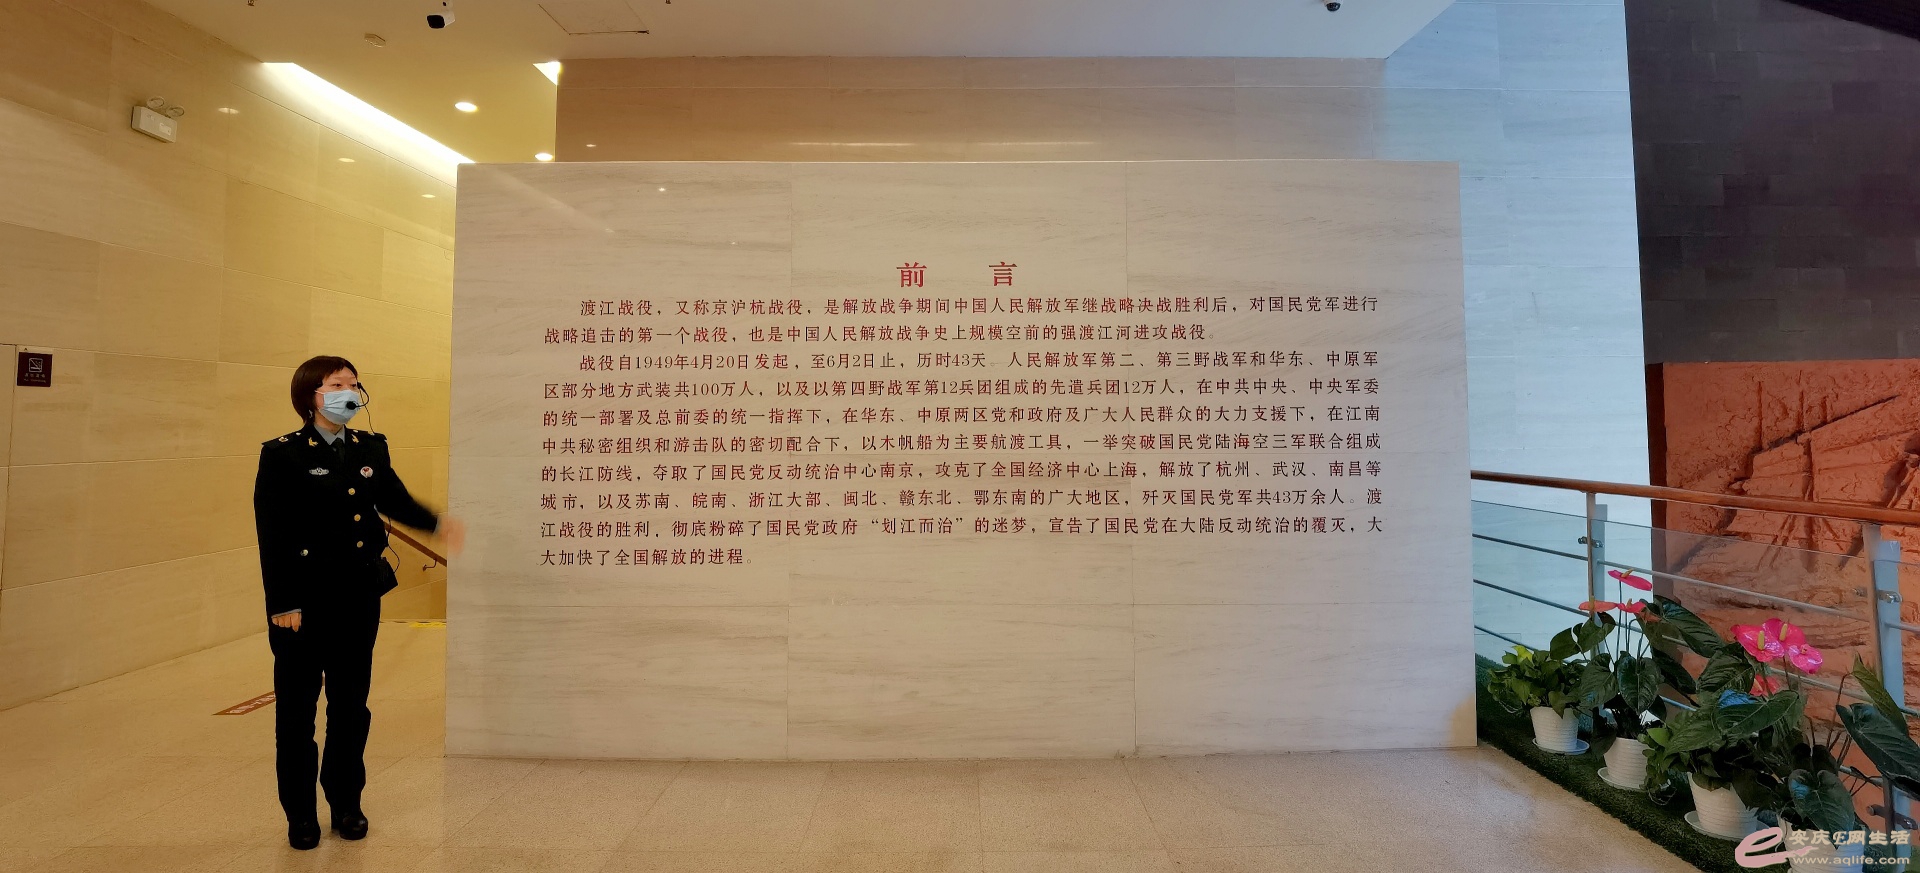 前 言
渡江战役，又称京沪杭战役，是解放战争期间中国人民解放军继战略决战胜利后，对国民党军进行
战略追击的第一个战役，也是中国人民解放战争史上规模空前的强渡江河进攻战役。
战役自1949年4月20日发起，至6月2日止，历时43天。人民解放军第二、第三野战军和华东、中原军
区部分地方武装共100万人，以及以第四野战军第12兵团组成的先遣兵团12万人，在中共中央、中央军委
的统一部署及总前委的统一指挥下，在华东、中原两区党和政府及广大人民群众的大力支援下，在江南
中共秘密组织和游击队的密切配合下，以木帆船为主要航渡工具，一举突破国民党陆海空三军联合组成
的长江防线，夺取了国民党反动统治中心南京，攻克了全国经济中心上海，解放了杭州、武汉、南昌等
城市，以及苏南、皖南、浙江大部、闽北、赣东北、鄂东南的广大地区，歼灭国民党军共43万余人。渡
江战役的胜利，彻底粉碎了国民党政府“划江而治”的迷梦，宣告了国民党在大陆反动统治的覆灭，大
大加快了全国解放的进程。
安庆E网生活
www.aqlife.com